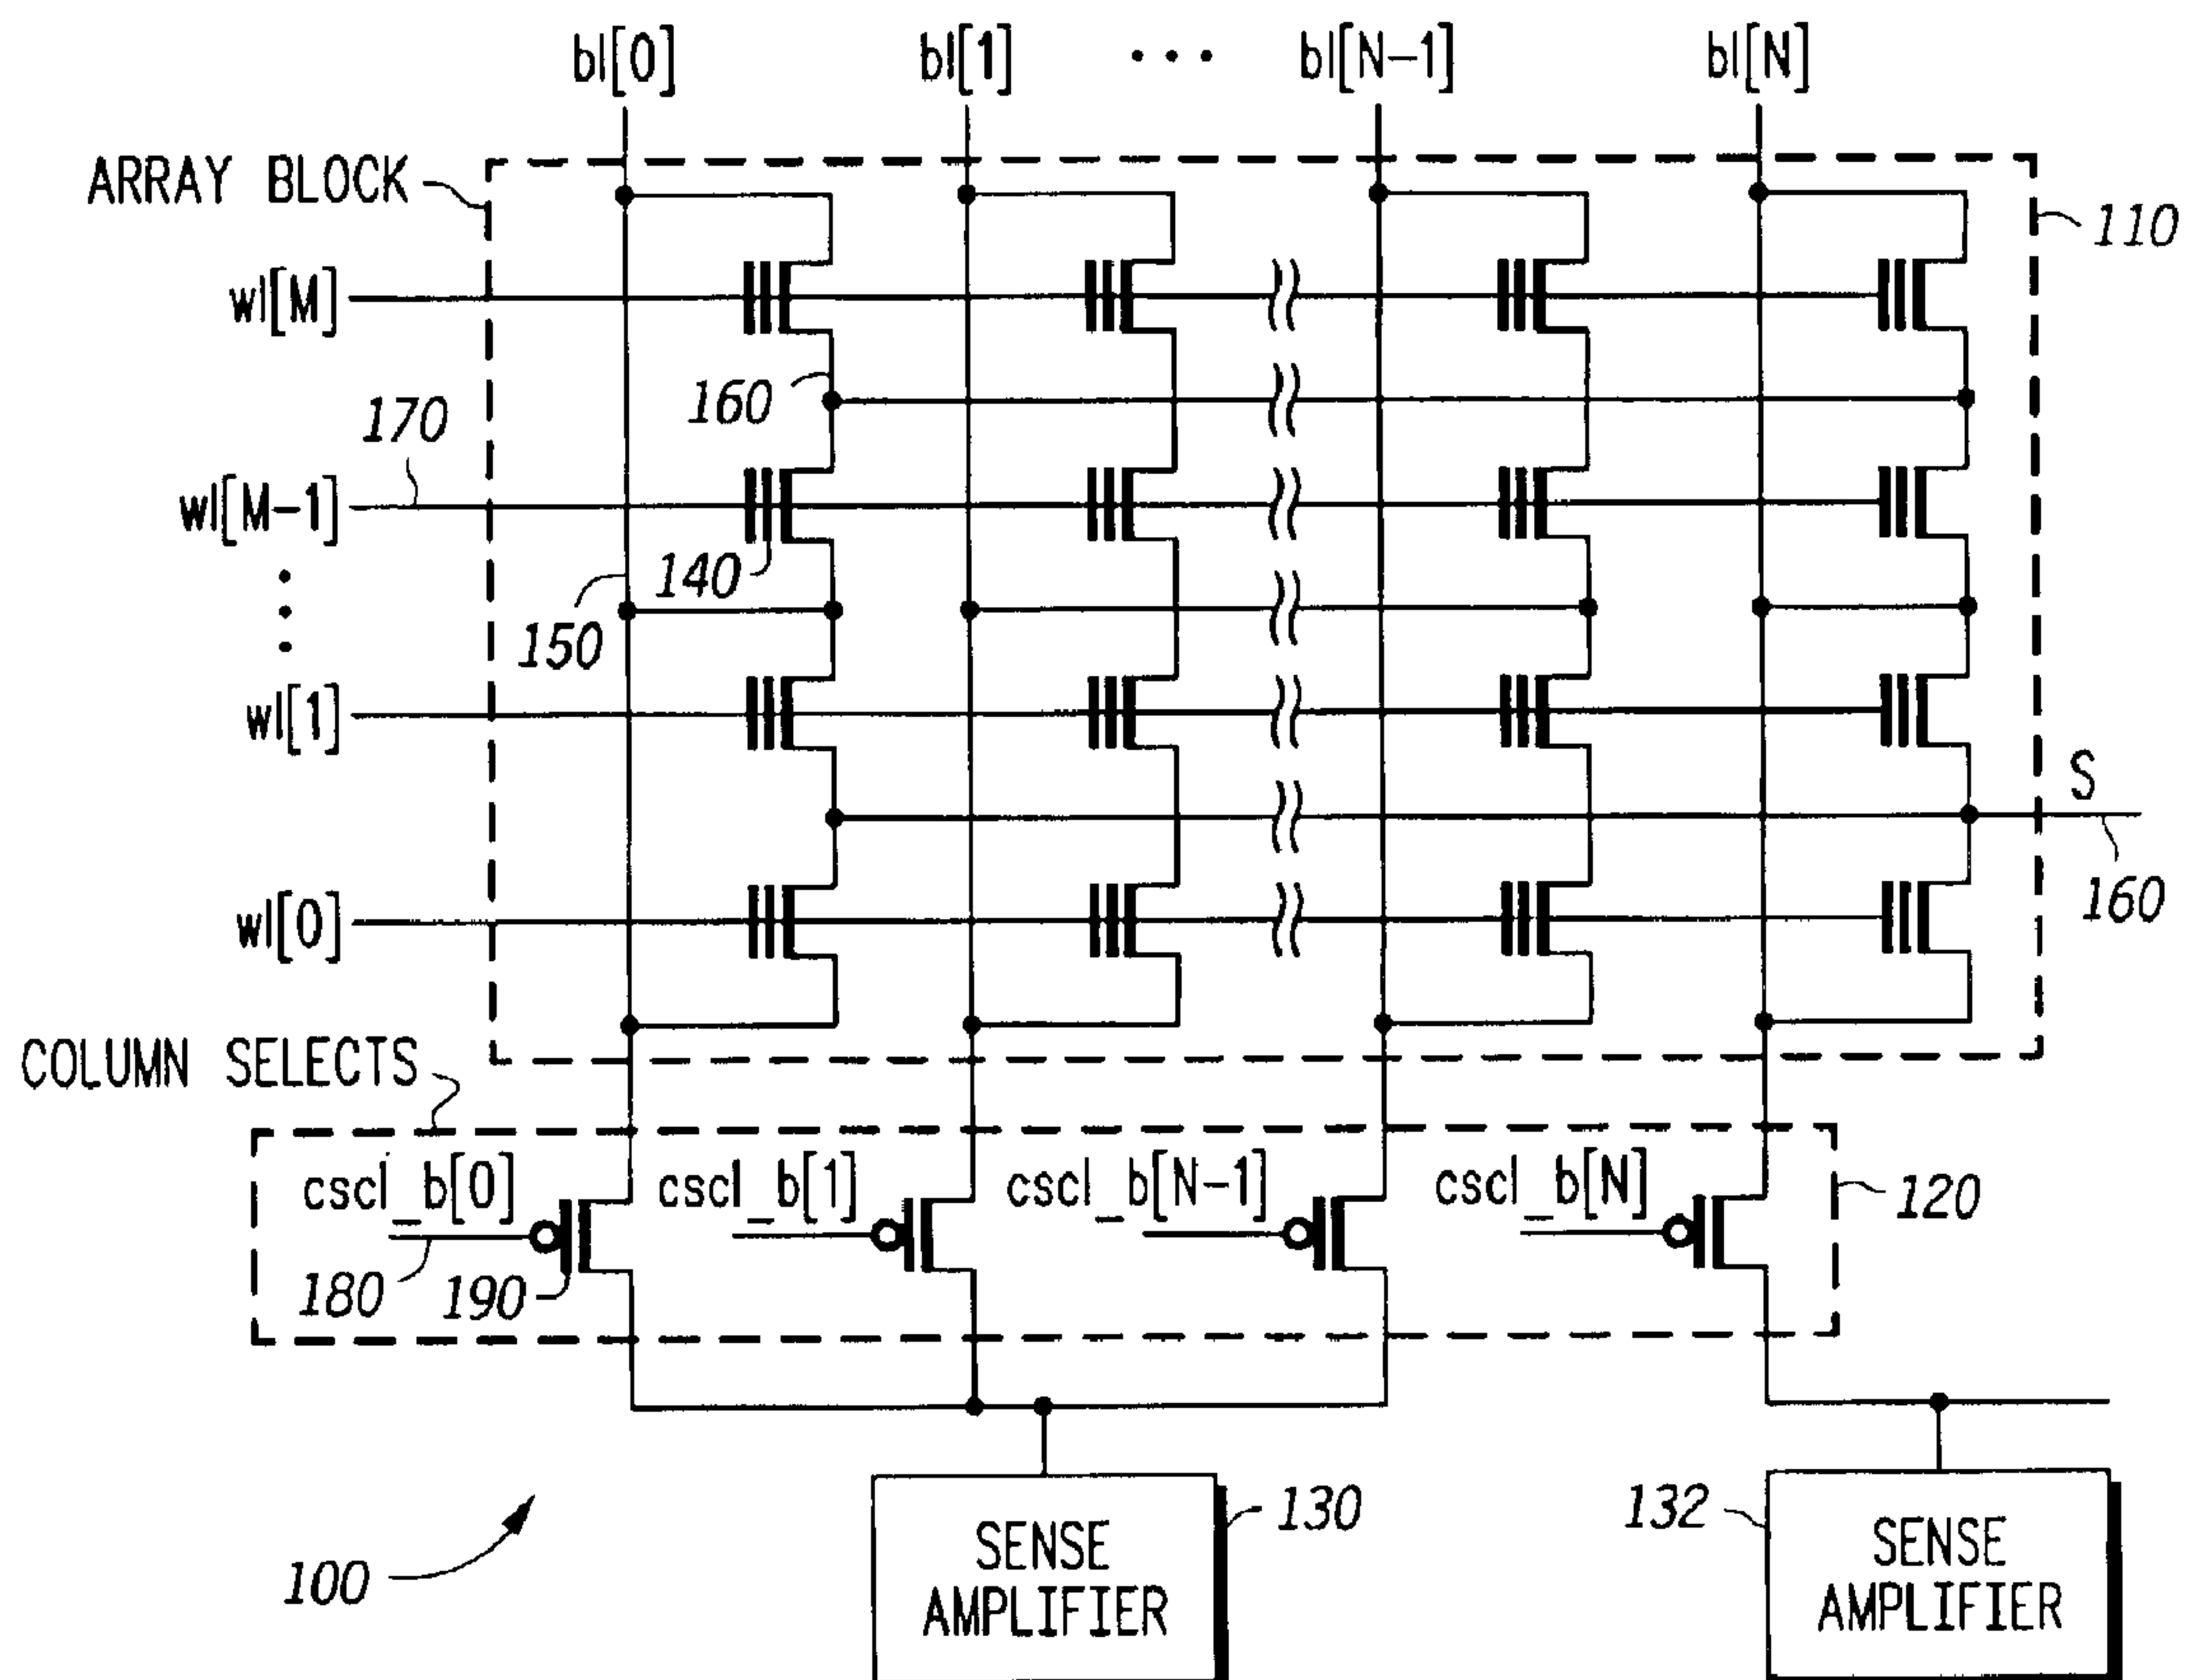 bl[0] bl[1] • • • bl[N-1] bl[N]
ARRAY BLOCK
110
wl[M]
160
170
wl[M-1]
140
150
wl[1]
S
160
wl[0]
COLUMN SELECTS
cscl_b[0] cscl_b[1] cscl_b[N-1] cscl_b[N]
120
180 190
130
132
SENSE
AMPLIFIER
SENSE
AMPLIFIER
100